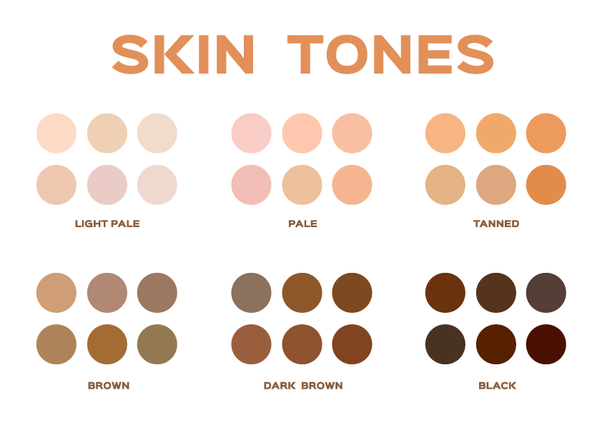 SKIN TONES
LIGHT PALE
PALE
TANNED
BROWN
DARK BROWN
BLACK